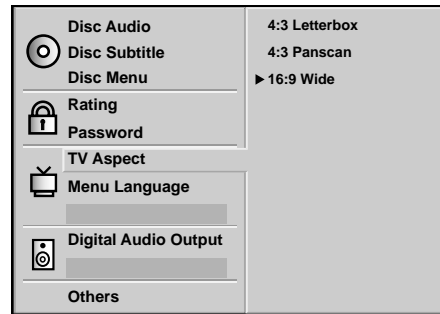 Disc Audio
Disc Subtitle
Disc Menu
Rating
Password
TV Aspect
Menu Language
Digital Audio Output
Others
4:3 Letterbox
4:3 Panscan
16:9 Wide